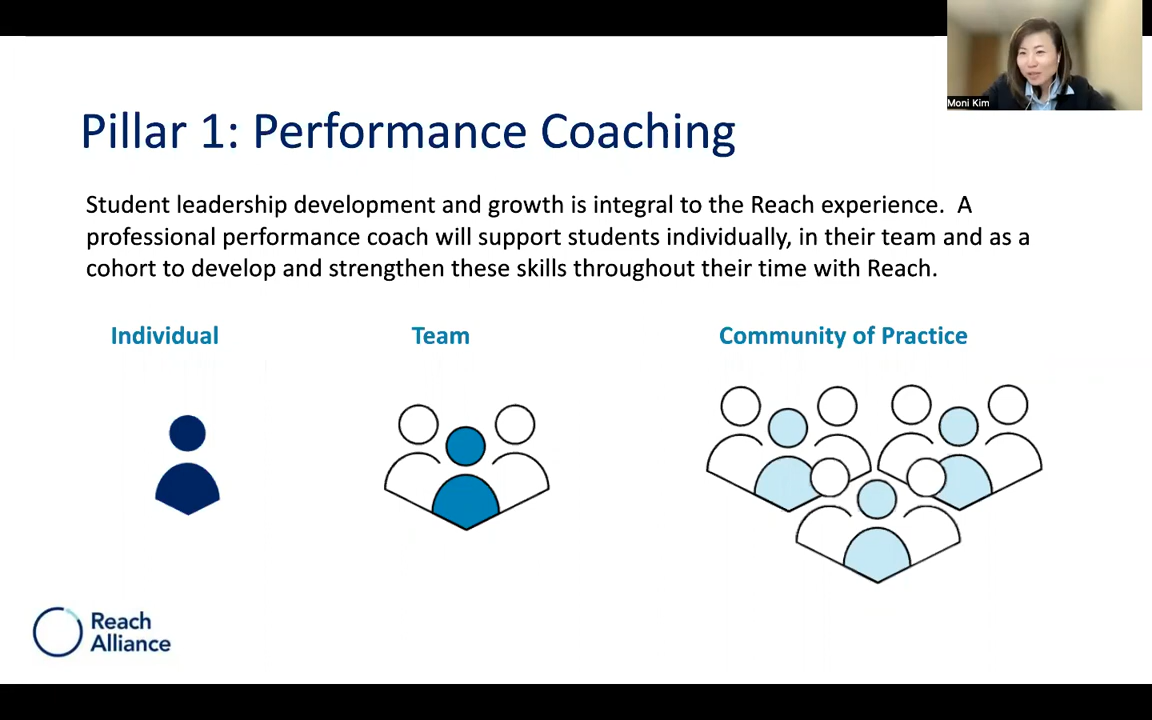 Moni Kim
Pillar 1: Performance Coaching
Student leadership development and growth is integral to the Reach experience.  A
professional performance coach will support students individually, in their team and as a
cohort to develop and strengthen these skills throughout their time with Reach.
Individual
Team
Community of Practice
Reach
Alliance